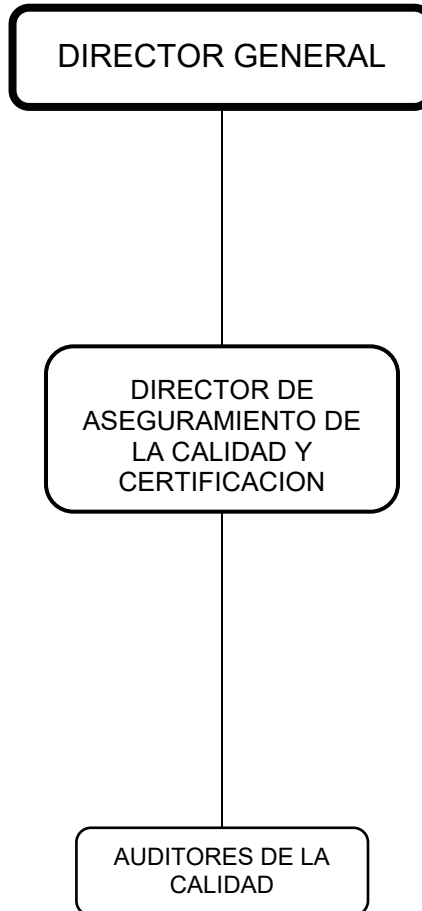 DIRECTOR GENERAL
DIRECTOR DE
ASEGURAMIENTO DE
LA CALIDAD Y
CERTIFICACION
AUDITORES DE LA
CALIDAD